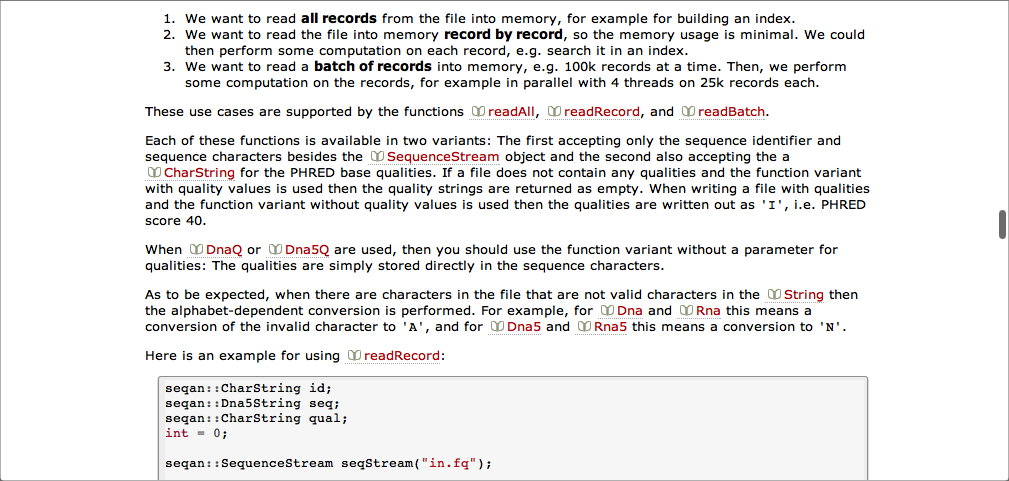 1. We want to read all records from the file into memory, for example for building an index.
2. We want to read the file into memory record by record, so the memory usage is minimal. We could
then perform some computation on each record, e.g. search it in an index.
3. We want to read a batch of records into memory, e.g. 100k records at a time. Then, we perform
some computation on the records, for example in parallel with 4 threads on 25k records each.
These use cases are supported by the functions readAll, readRecord, and readBatch.
Each of these functions is available in two variants: The first accepting only the sequence identifier and
sequence characters besides the SequenceStream object and the second also accepting the a
CharString for the PHRED base qualities. If a file does not contain any qualities and the function variant
with quality values is used then the quality strings are returned as empty. When writing a file with qualities
and the function variant without quality values is used then the qualities are written out as 'I', i.e. PHRED
score 40.
When DnaQ or Dna5Q are used, then you should use the function variant without a parameter for
qualities: The qualities are simply stored directly in the sequence characters.
As to be expected, when there are characters in the file that are not valid characters in the String then
the alphabet-dependent conversion is performed. For example, for Dna and Rna this means a
conversion of the invalid character to 'A', and for Dna5 and Rna5 this means a conversion to 'N'.
Here is an example for using readRecord:
seqan::CharString id;
seqan::Dna5String seq;
seqan::CharString qual;
int = 0;
seqan::SequenceStream seqStream("in.fq");